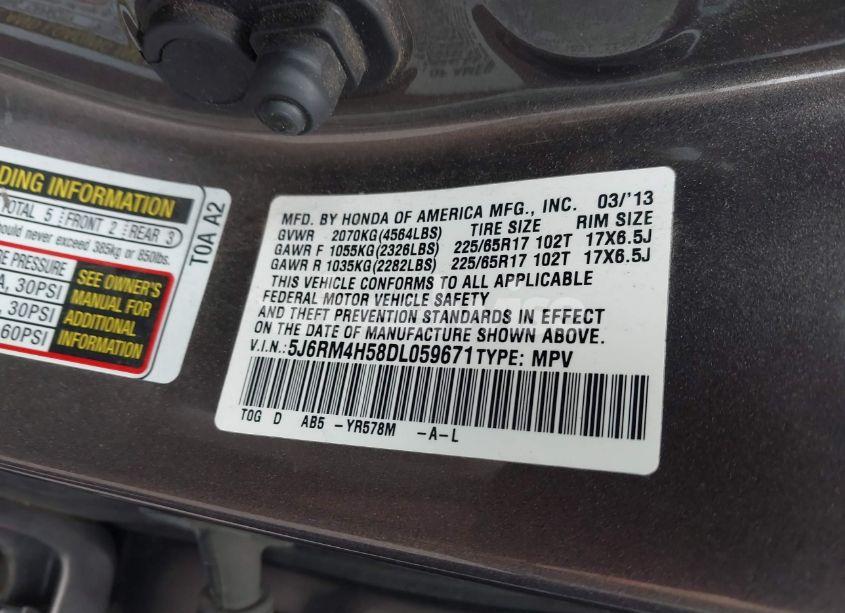 DING INFORMATION
TOTAL 5 FRONT 2 REAR 3
should never exceed 385kg or 850lbs.
RE PRESSURE
A, 30PSI
, 30PSI
60PSI
SEE OWNER'S
MANUAL FOR
ADDITIONAL
INFORMATION
T0A A2
MFD. BY HONDA OF AMERICA MFG., INC. 03/'13
GVWR 2070KG(4564LBS) TIRE SIZE RIM SIZE
GAWR F 1055KG(2326LBS) 225/65R17 102T 17X6.5J
GAWR R 1035KG(2282LBS) 225/65R17 102T 17X6.5J
THIS VEHICLE CONFORMS TO ALL APPLICABLE
FEDERAL MOTOR VEHICLE SAFETY
AND THEFT PREVENTION STANDARDS IN EFFECT
ON THE DATE OF MANUFACTURE SHOWN ABOVE.
V.I.N.: 5J6RM4H58DL059671 TYPE: MPV
T0G D AB5 -YR578M -A-L